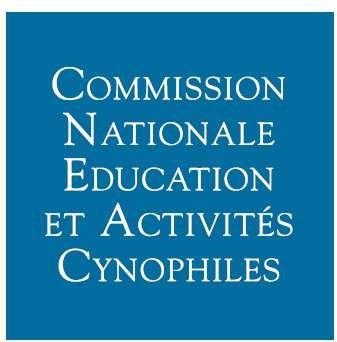 COMMISSION
NATIONALE
EDUCATION
ET ACTIVITÉS
CYNOPHILES